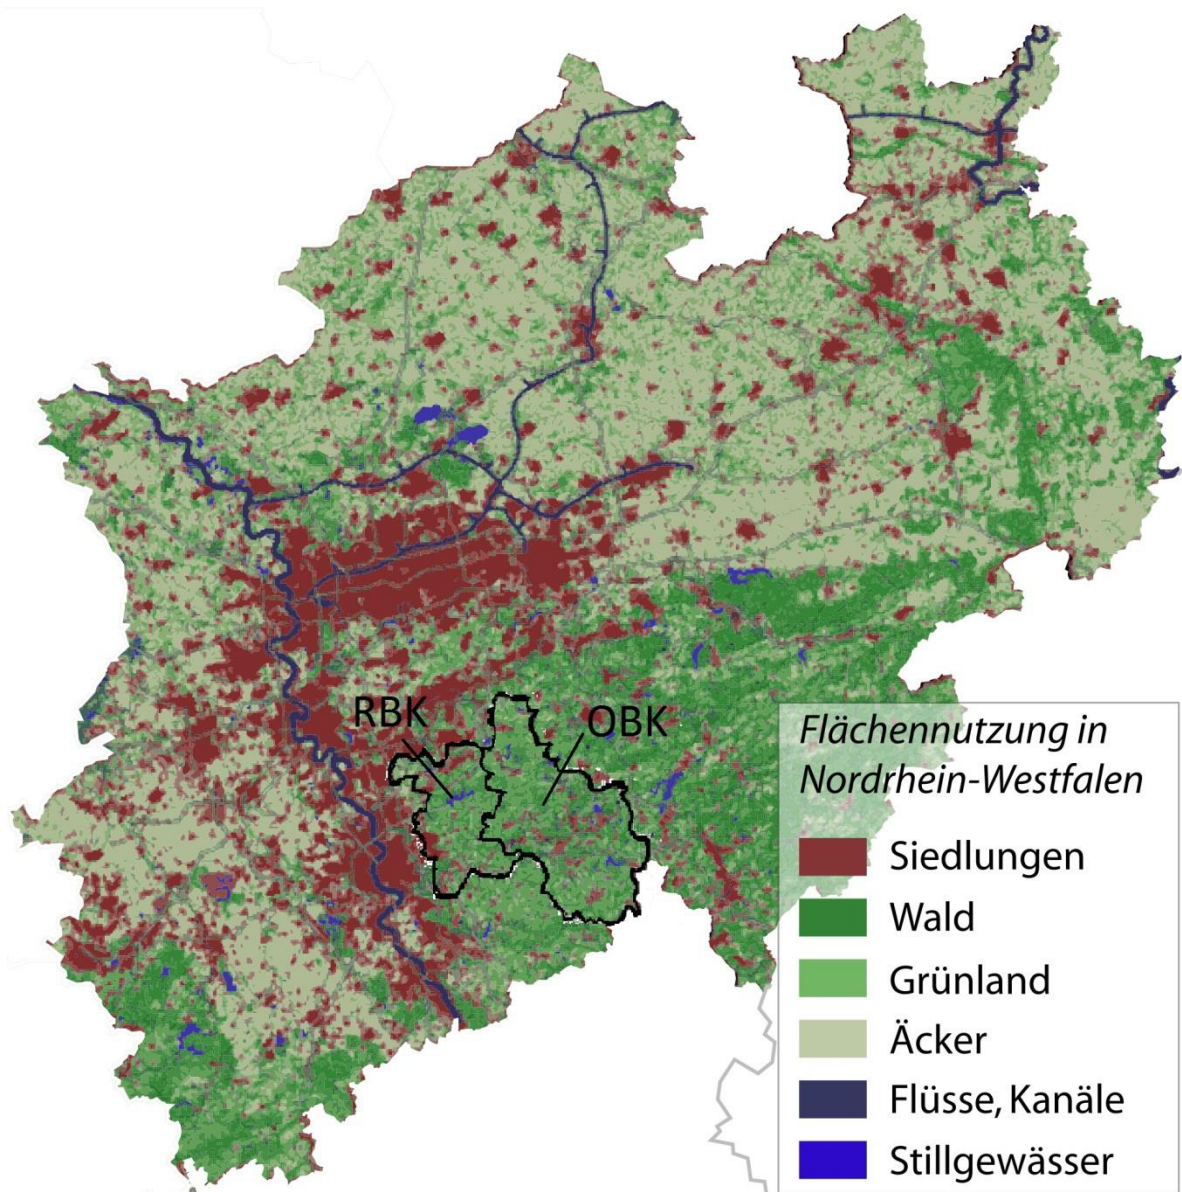 RBK
OBK
Flächennutzung in
Nordrhein-Westfalen
Siedlungen
Wald
Grünland
Äcker
Flüsse, Kanäle
Stillgewässer